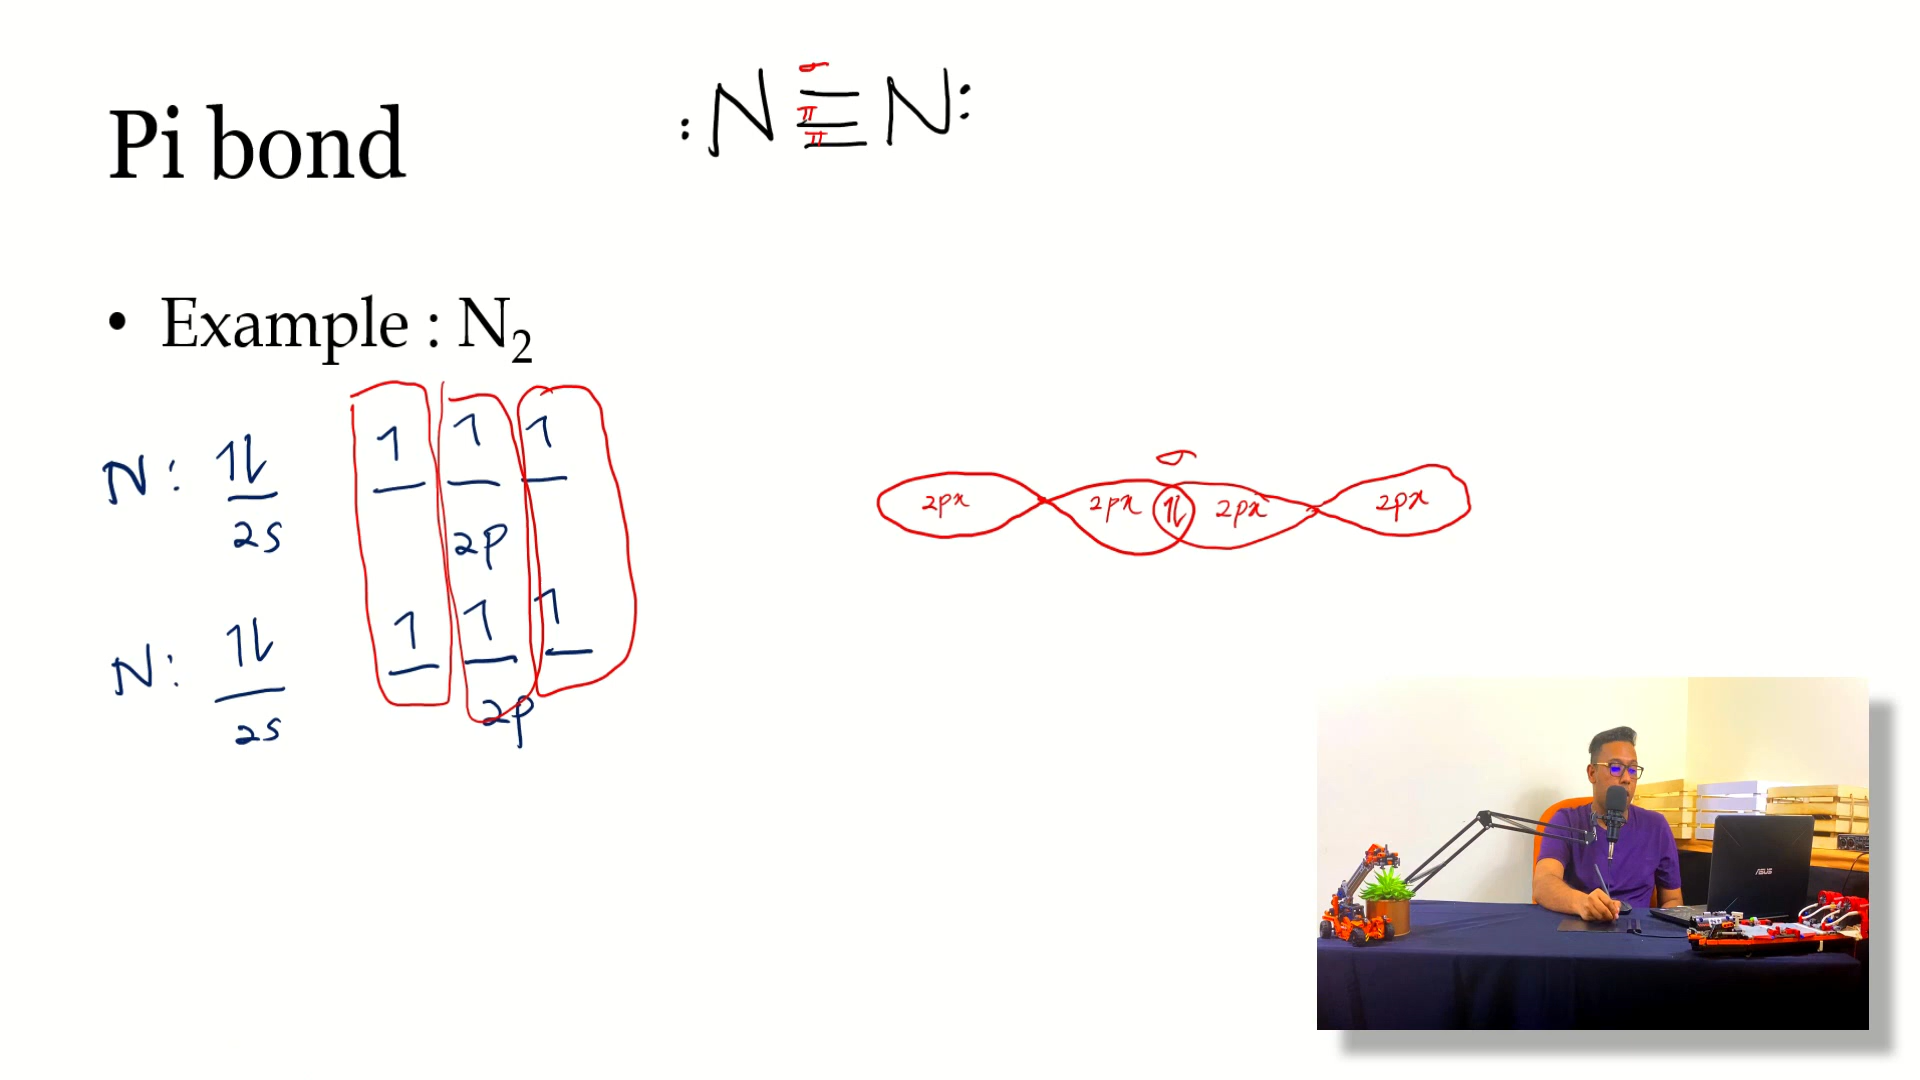 :N≡N:
σ
π
π
Pi bond
• Example : N₂
N: 1l 1 1 1
2s 2p
N: 1l 1 1 1
2s 2p
σ
2px 2px 1l 2px 2px
ASUS